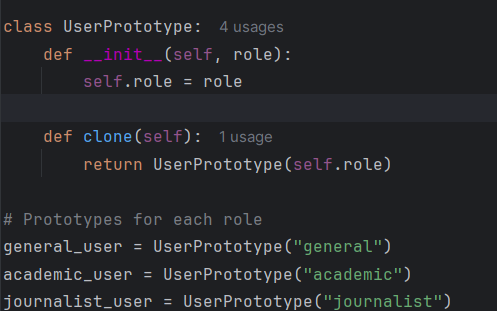 class UserPrototype: 4 usages
    def __init__(self, role):
        self.role = role

    def clone(self): 1 usage
        return UserPrototype(self.role)

# Prototypes for each role
general_user = UserPrototype("general")
academic_user = UserPrototype("academic")
journalist_user = UserPrototype("journalist")